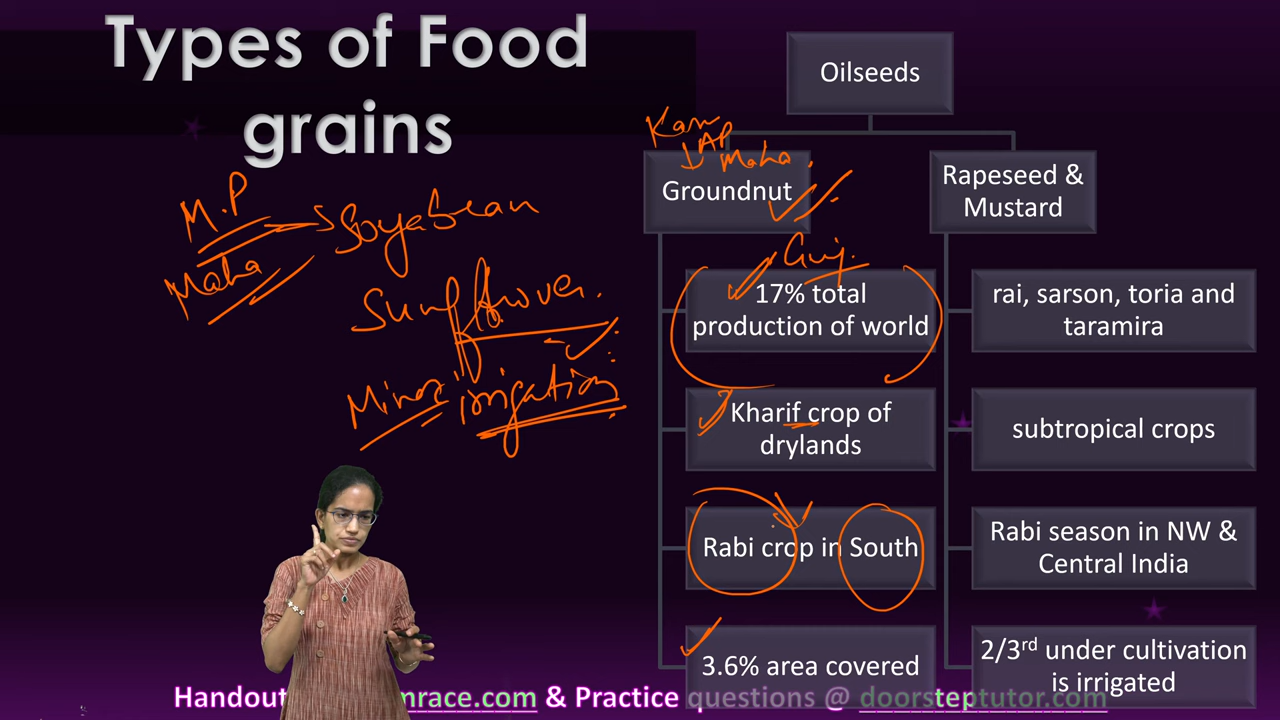 Types of Food
grains
Oilseeds
Kar
AP
Maha.
Groundnut
Rapeseed &
Mustard
M.P
Maha
Soyabean
Sunflower.
Minor irrigation
Guj.
17% total
production of world
Kharif crop of
drylands
Rabi crop in South
3.6% area covered
rai, sarson, toria and
taramira
subtropical crops
Rabi season in NW &
Central India
2/3rd under cultivation
is irrigated
Handout mrace.com & Practice questions @ doorsteptutor.com